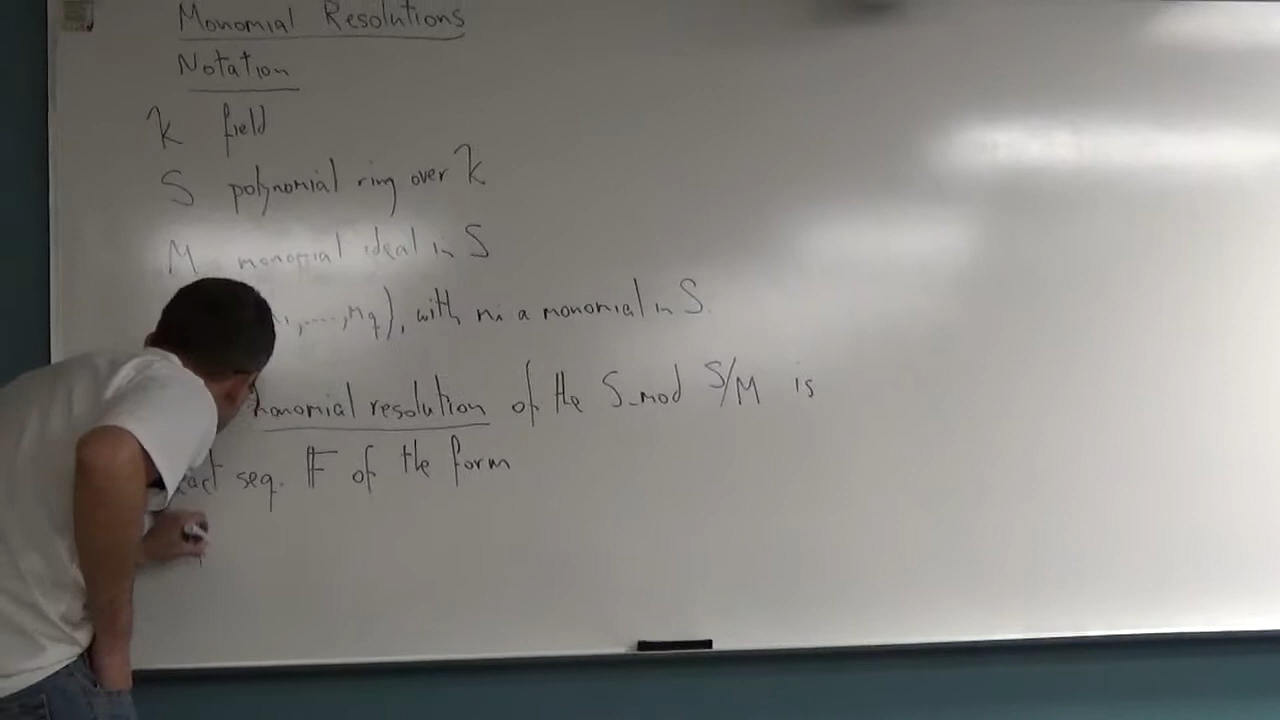 Monomial Resolutions
Notation
k field
S polynomial ring over k
M monomial ideal in S
,....,mq), with mi a monomial in S.
monomial resolution of the S-mod S/M is
seq. F of the form